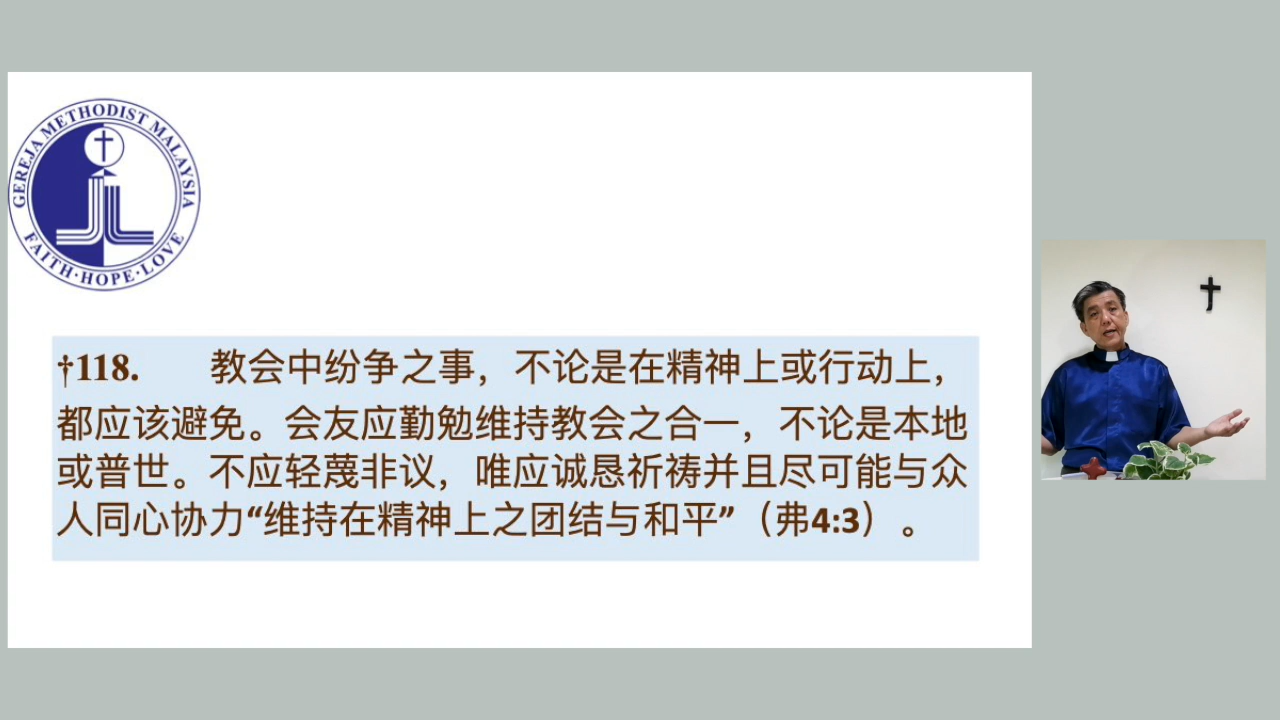 GEREJA METHODIST MALAYSIA
FAITH·HOPE·LOVE
†118. 教会中纷争之事，不论是在精神上或行动上，
都应该避免。会友应勤勉维持教会之合一，不论是本地
或普世。不应轻蔑非议，唯应诚恳祈祷并且尽可能与众
人同心协力“维持在精神上之团结与和平”（弗4:3）。